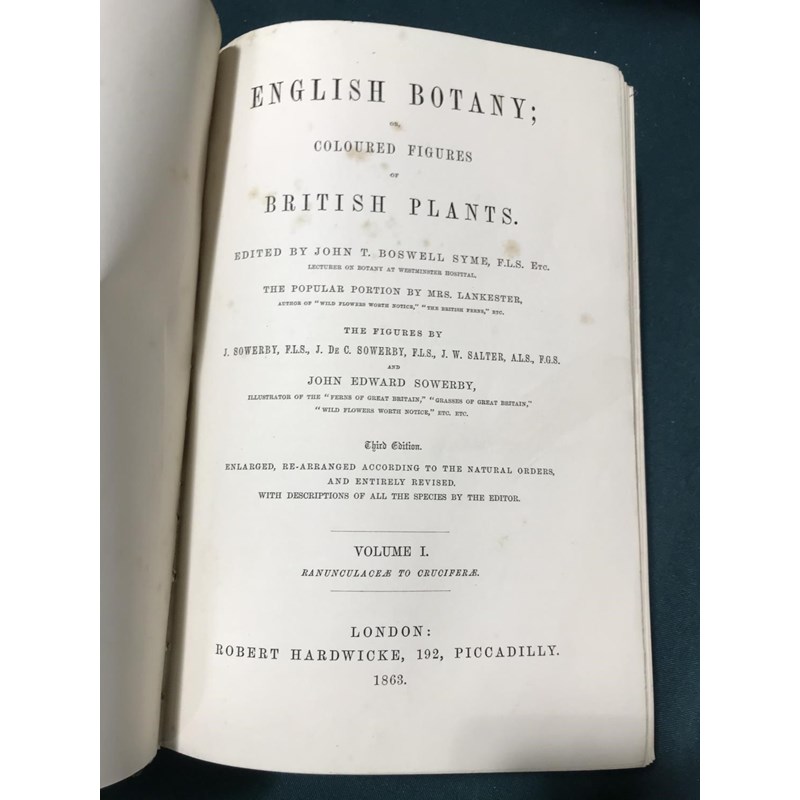 ENGLISH BOTANY;
OR,
COLOURED FIGURES
OF
BRITISH PLANTS.
EDITED BY JOHN T. BOSWELL SYME, F.L.S. ETC.
LECTURER ON BOTANY AT WESTMINSTER HOSPITAL.
THE POPULAR PORTION BY MRS. LANKESTER,
AUTHOR OF "WILD FLOWERS WORTH NOTICE," "THE BRITISH FERNS," ETC.
THE FIGURES BY
J. SOWERBY, F.L.S., J. DE C. SOWERBY, F.L.S., J. W. SALTER, A.L.S., F.G.S.
AND
JOHN EDWARD SOWERBY,
ILLUSTRATOR OF THE "FERNS OF GREAT BRITAIN," "GRASSES OF GREAT BRITAIN,"
"WILD FLOWERS WORTH NOTICE," ETC. ETC.
Third Edition.
ENLARGED, RE-ARRANGED ACCORDING TO THE NATURAL ORDERS,
AND ENTIRELY REVISED.
WITH DESCRIPTIONS OF ALL THE SPECIES BY THE EDITOR.
VOLUME I.
RANUNCULACEÆ TO CRUCIFERÆ.
LONDON:
ROBERT HARDWICKE, 192, PICCADILLY.
1863.